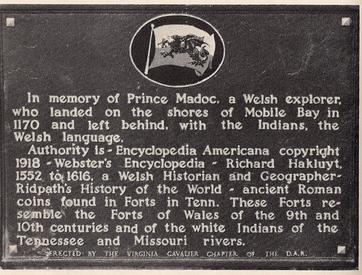 In memory of Prince Madoc, a Welsh explorer,
who landed on the shores of Mobile Bay in
1170 and left behind, with the Indians, the
Welsh language.
Authority is - Encyclopedia Americana copyright
1918 - Webster's Encyclopedia - Richard Hakluyt,
1552 to 1616, a Welsh Historian and Geographer-
Ridpath's History of the World - ancient Roman
coins found in Forts in Tenn. These Forts re-
semble the Forts of Wales of the 9th and
10th centuries and of the white Indians of the
Tennessee and Missouri rivers.
ERECTED BY THE VIRGINIA CAVALIER CHAPTER OF THE D.A.R.